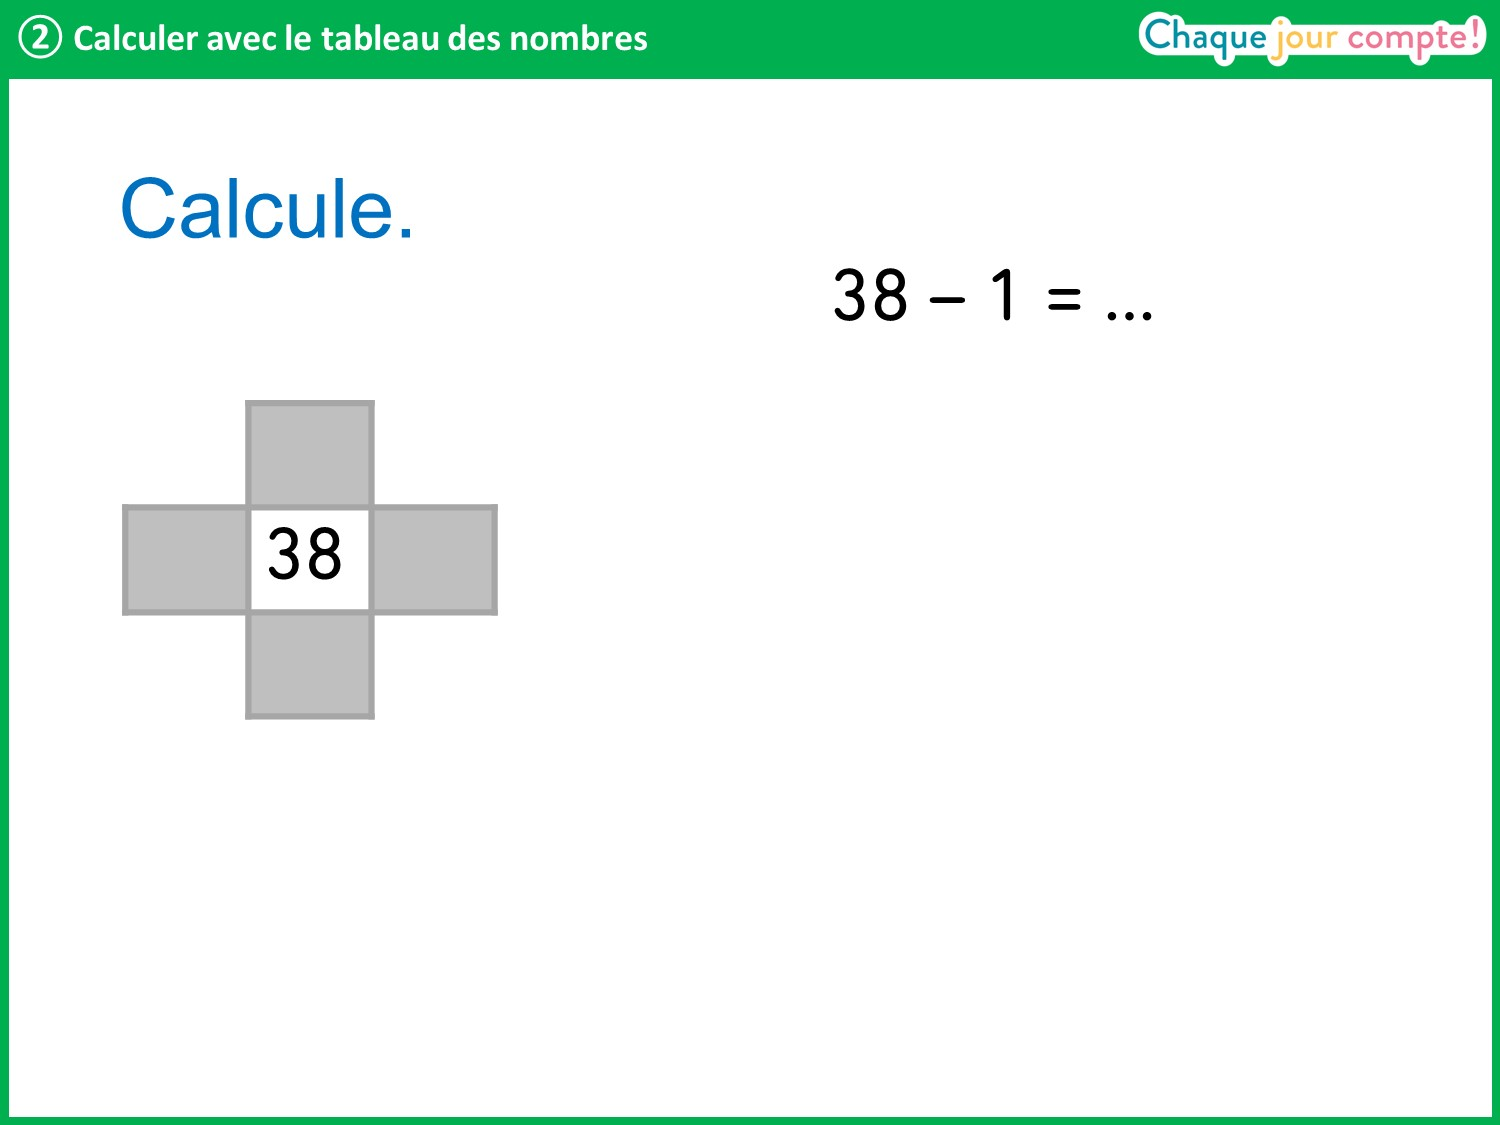 ② Calculer avec le tableau des nombres
Chaque jour compte!
Calcule.
38 – 1 = ...
38